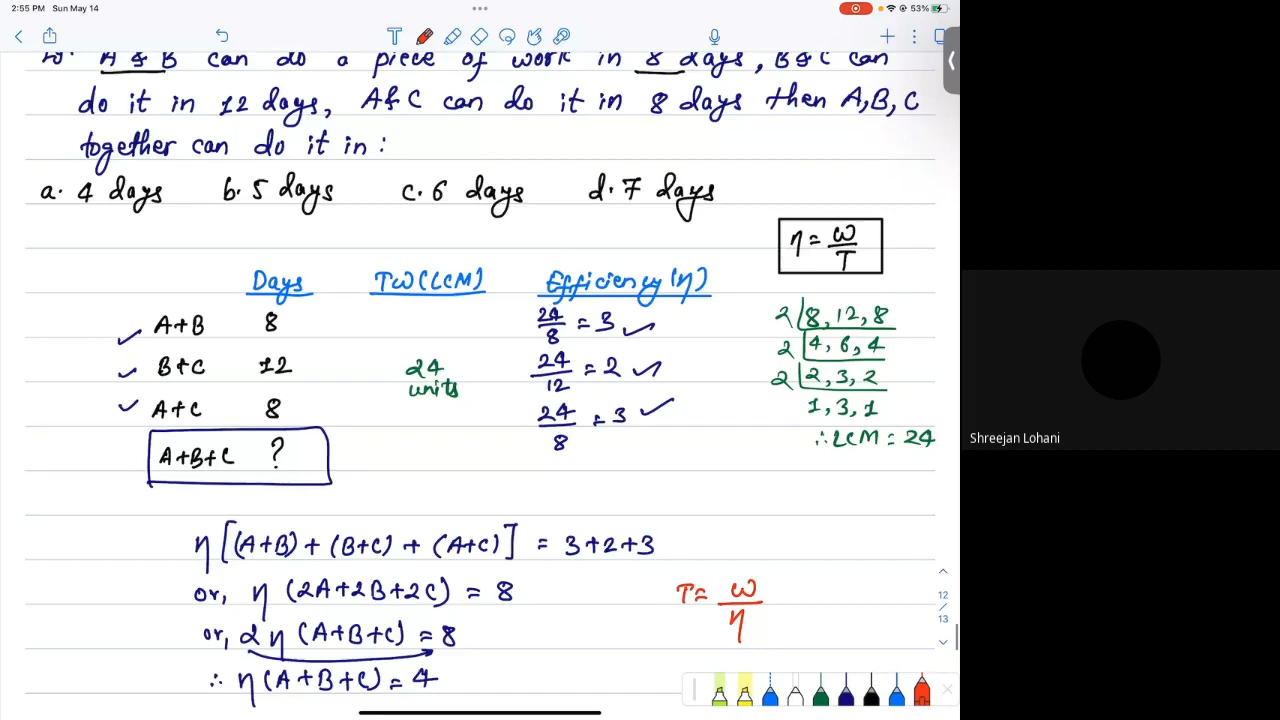 2:55 PM Sun May 14
53%
A & B can do a piece of work in 8 days, B&C can
do it in 12 days, A&C can do it in 8 days then A, B, C
together can do it in :
a. 4 days b. 5 days c. 6 days d. 7 days
η = ω/T
Days TW (LCM) Efficiency (η)
A+B 8 24/8 = 3
B+C 12 24 units 24/12 = 2
A+C 8 24/8 = 3
A+B+C ?
2 | 8, 12, 8
2 | 4, 6, 4
2 | 2, 3, 2
1, 3, 1
∴ LCM = 24
Shreejan Lohani
η [(A+B) + (B+C) + (A+C)] = 3+2+3
or, η (2A+2B+2C) = 8
or, 2 η (A+B+C) = 8
∴ η (A+B+C) = 4
T = ω/η
12
/
13